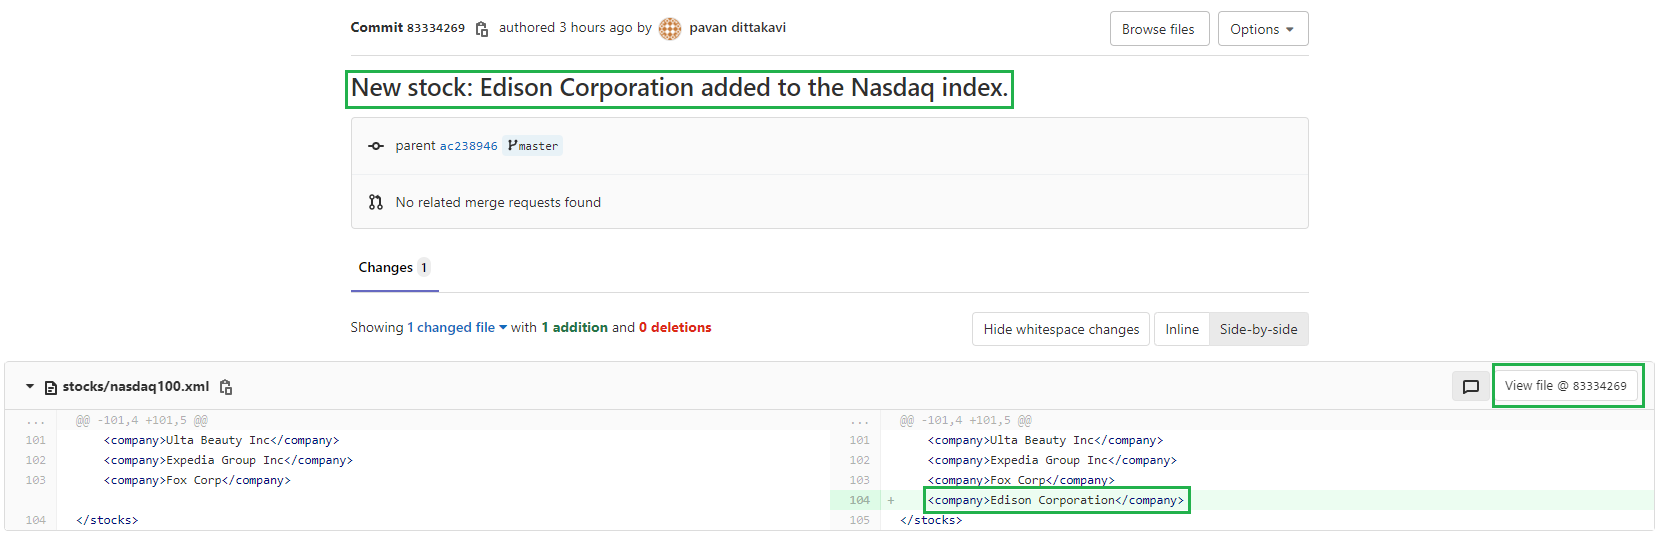 Commit 83334269 authored 3 hours ago by pavan dittakavi Browse files Options
New stock: Edison Corporation added to the Nasdaq index.
parent ac238946 master
No related merge requests found
Changes 1
Showing 1 changed file with 1 addition and 0 deletions Hide whitespace changes Inline Side-by-side
stocks/nasdaq100.xml View file @ 83334269
... @@ -101,4 +101,5 @@ ... @@ -101,4 +101,5 @@
101 <company>Ulta Beauty Inc</company> 101 <company>Ulta Beauty Inc</company>
102 <company>Expedia Group Inc</company> 102 <company>Expedia Group Inc</company>
103 <company>Fox Corp</company> 103 <company>Fox Corp</company>
104 + <company>Edison Corporation</company>
104 </stocks> 105 </stocks>